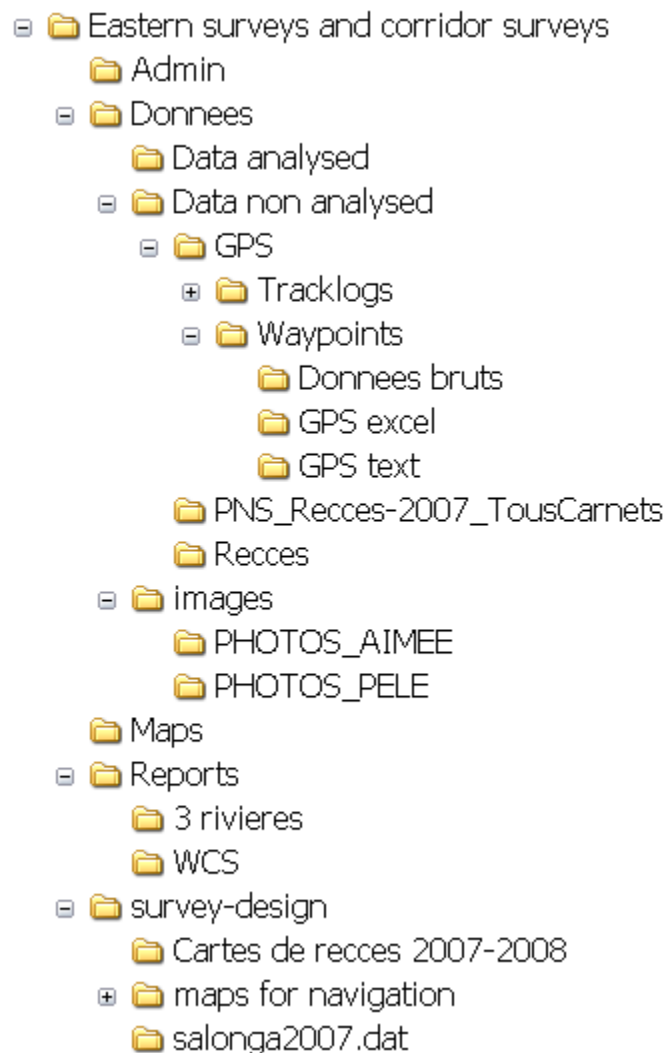 Eastern surveys and corridor surveys
Admin
Donnees
Data analysed
Data non analysed
GPS
Tracklogs
Waypoints
Donnees bruts
GPS excel
GPS text
PNS_Recces-2007_TousCarnets
Recces
images
PHOTOS_AIMEE
PHOTOS_PELE
Maps
Reports
3 rivieres
WCS
survey-design
Cartes de recces 2007-2008
maps for navigation
salonga2007.dat